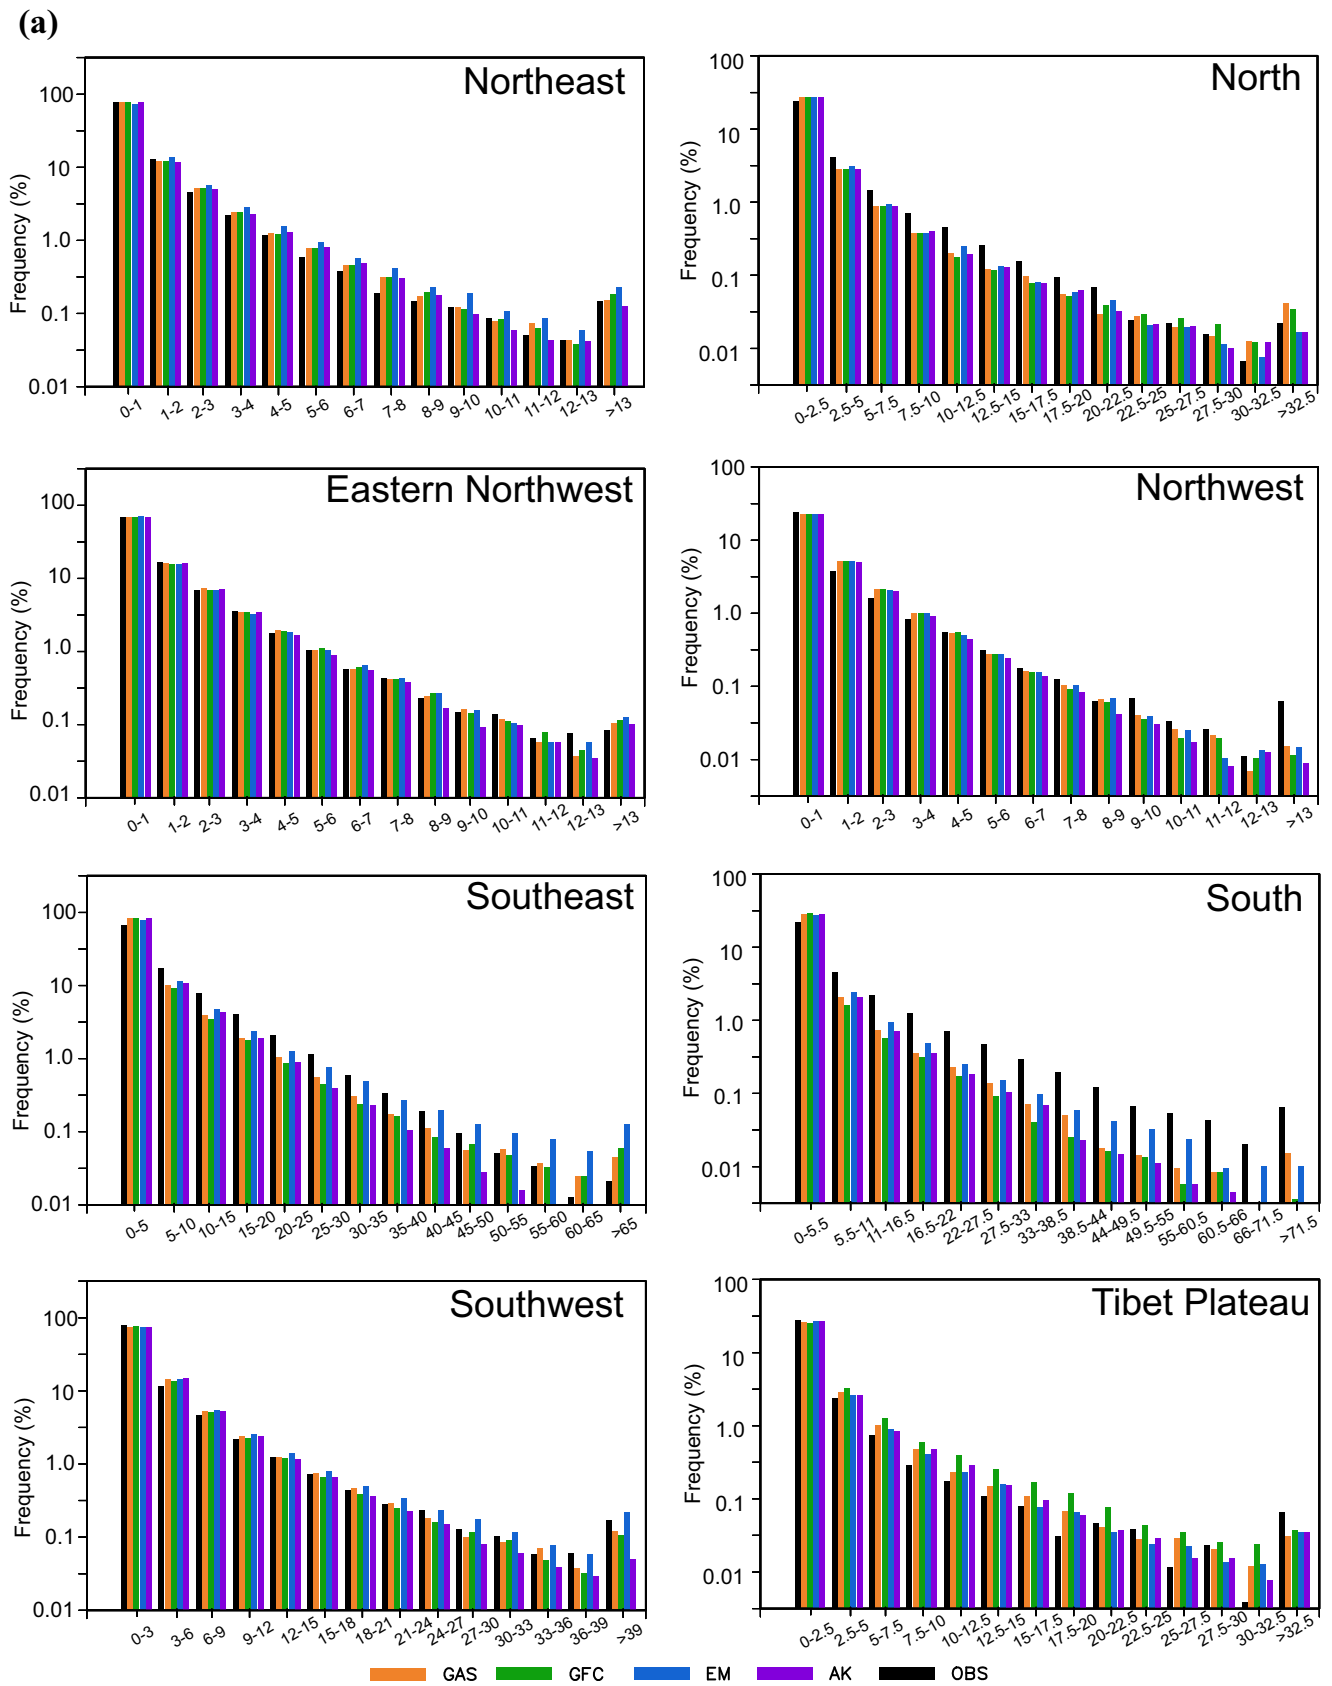 (a)
Northeast
Frequency (%)
100
10
1.0
0.1
0.01
0-1 1-2 2-3 3-4 4-5 5-6 6-7 7-8 8-9 9-10 10-11 11-12 12-13 >13
North
Frequency (%)
100
10
1.0
0.1
0.01
0-2.5 2.5-5 5-7.5 7.5-10 10-12.5 12.5-15 15-17.5 17.5-20 20-22.5 22.5-25 25-27.5 27.5-30 30-32.5 >32.5
Eastern Northwest
Frequency (%)
100
10
1.0
0.1
0.01
0-1 1-2 2-3 3-4 4-5 5-6 6-7 7-8 8-9 9-10 10-11 11-12 12-13 >13
Northwest
Frequency (%)
100
10
1.0
0.1
0.01
0-1 1-2 2-3 3-4 4-5 5-6 6-7 7-8 8-9 9-10 10-11 11-12 12-13 >13
Southeast
Frequency (%)
100
10
1.0
0.1
0.01
0-5 5-10 10-15 15-20 20-25 25-30 30-35 35-40 40-45 45-50 50-55 55-60 60-65 >65
South
Frequency (%)
100
10
1.0
0.1
0.01
0-5.5 5.5-11 11-16.5 16.5-22 22-27.5 27.5-33 33-38.5 38.5-44 44-49.5 49.5-55 55-60.5 60.5-66 66-71.5 >71.5
Southwest
Frequency (%)
100
10
1.0
0.1
0.01
0-3 3-6 6-9 9-12 12-15 15-18 18-21 21-24 24-27 27-30 30-33 33-36 36-39 >39
Tibet Plateau
Frequency (%)
100
10
1.0
0.1
0.01
0-2.5 2.5-5 5-7.5 7.5-10 10-12.5 12.5-15 15-17.5 17.5-20 20-22.5 22.5-25 25-27.5 27.5-30 30-32.5 >32.5
GAS GFC EM AK OBS